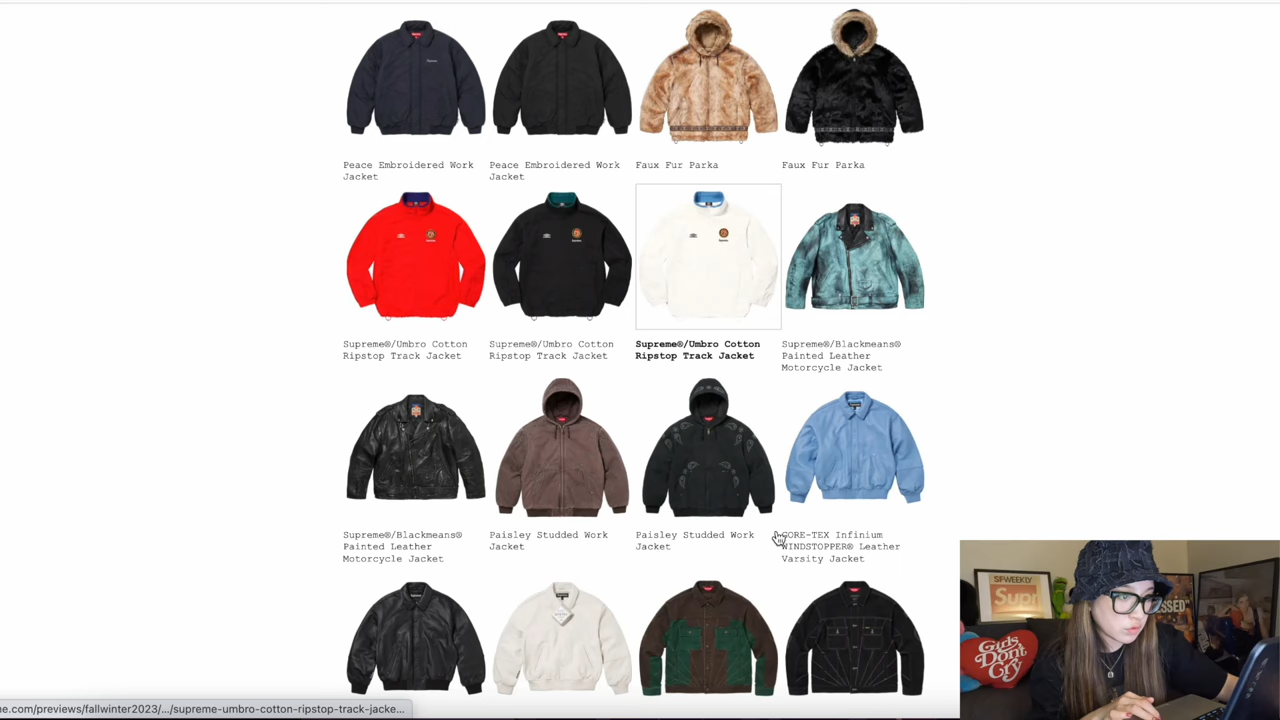 Peace Embroidered Work
Jacket
Peace Embroidered Work
Jacket
Faux Fur Parka
Faux Fur Parka
Supreme®/Umbro Cotton
Ripstop Track Jacket
Supreme®/Umbro Cotton
Ripstop Track Jacket
Supreme®/Umbro Cotton
Ripstop Track Jacket
Supreme®/Blackmeans®
Painted Leather
Motorcycle Jacket
Supreme®/Blackmeans®
Painted Leather
Motorcycle Jacket
Paisley Studded Work
Jacket
Paisley Studded Work
Jacket
GORE-TEX Infinium
WINDSTOPPER® Leather
Varsity Jacket
SIFWEEKLY
Supr
Girls
Don't
Cry
me.com/previews/fallwinter2023/.../supreme-umbro-cotton-ripstop-track-jacke...